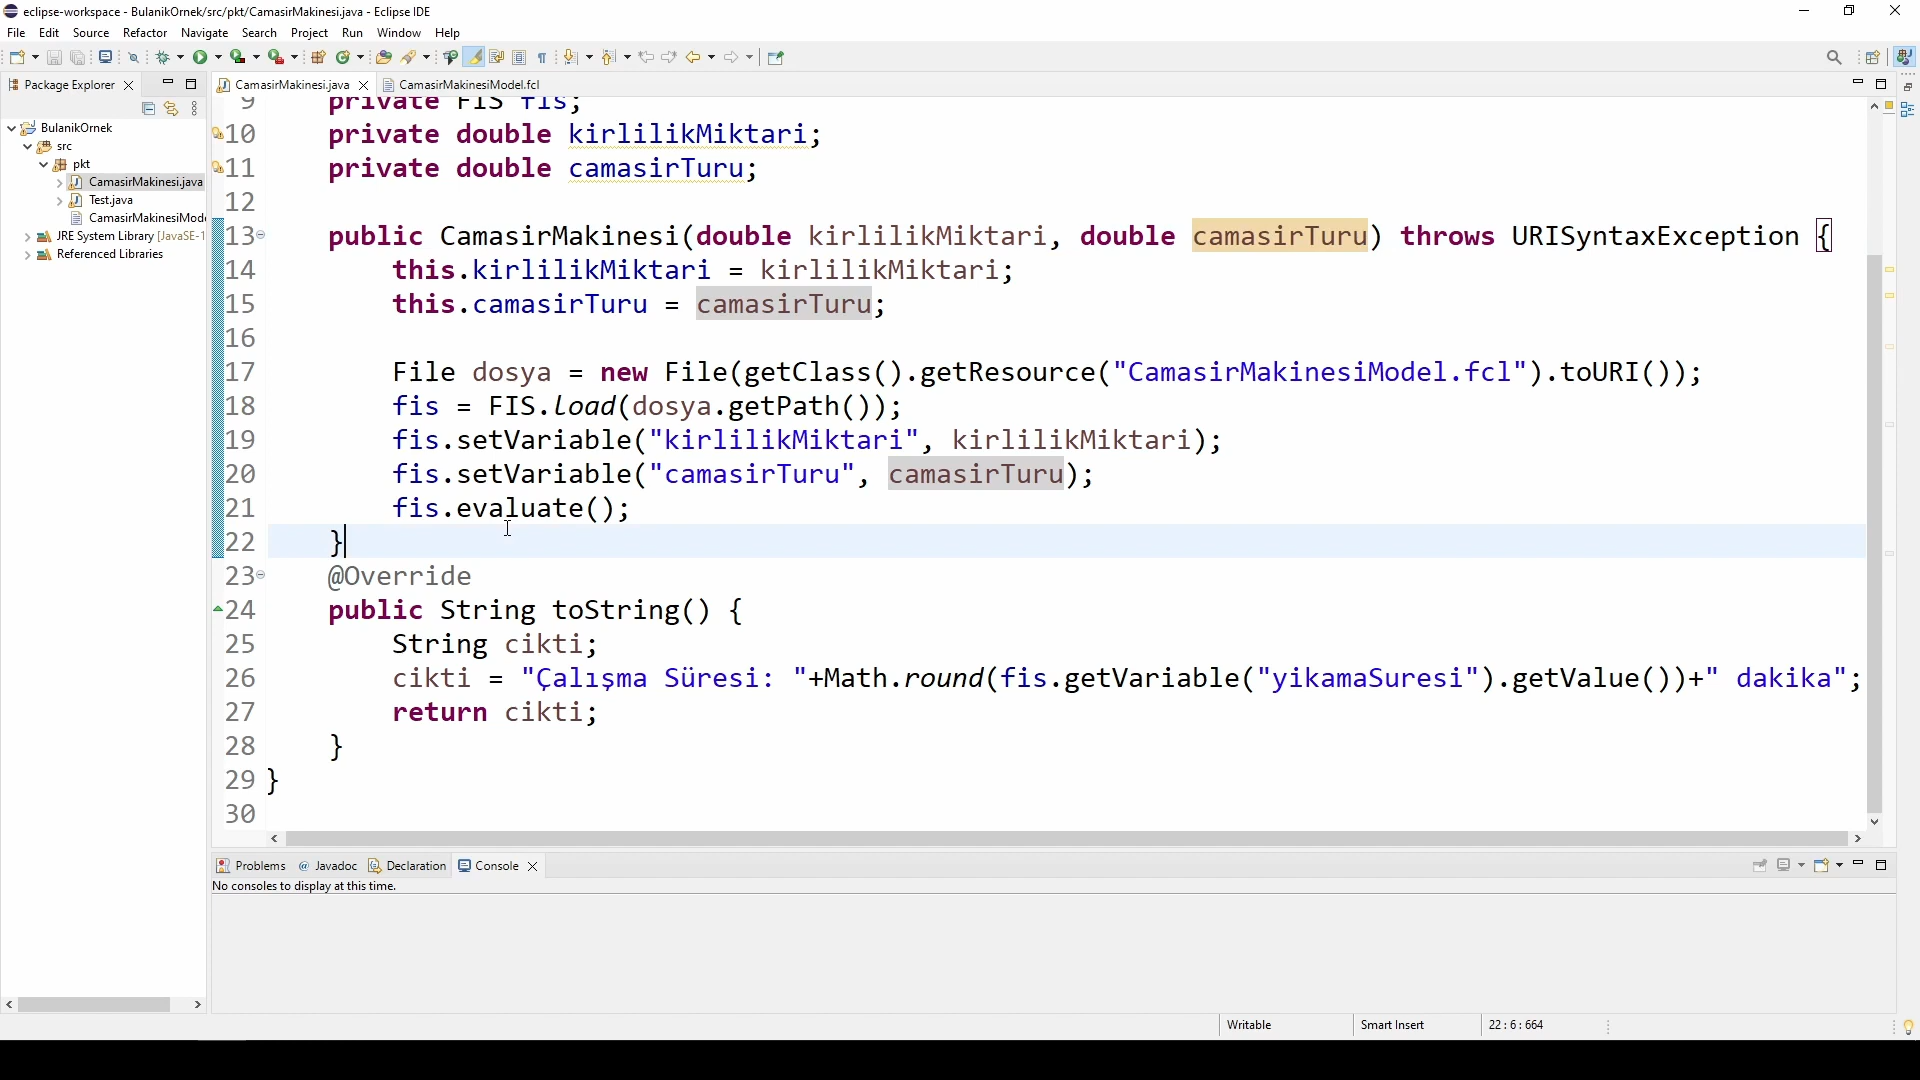 eclipse-workspace - BulanikOrnek/src/pkt/CamasirMakinesi.java - Eclipse IDE
File Edit Source Refactor Navigate Search Project Run Window Help
Package Explorer
CamasirMakinesi.java
CamasirMakinesiModel.fcl
BulanikOrnek
src
pkt
CamasirMakinesi.java
Test.java
CamasirMakinesiMode
JRE System Library [JavaSE-1
Referenced Libraries
9 private FIS fis;
10 private double kirlilikMiktari;
11 private double camasirTuru;
12
13 public CamasirMakinesi(double kirlilikMiktari, double camasirTuru) throws URISyntaxException {
14 this.kirlilikMiktari = kirlilikMiktari;
15 this.camasirTuru = camasirTuru;
16
17 File dosya = new File(getClass().getResource("CamasirMakinesiModel.fcl").toURI());
18 fis = FIS.load(dosya.getPath());
19 fis.setVariable("kirlilikMiktari", kirlilikMiktari);
20 fis.setVariable("camasirTuru", camasirTuru);
21 fis.evaluate();
22 }
23 @Override
24 public String toString() {
25 String cikti;
26 cikti = "Çalışma Süresi: "+Math.round(fis.getVariable("yikamaSuresi").getValue())+" dakika";
27 return cikti;
28 }
29 }
30
Problems @ Javadoc Declaration Console
No consoles to display at this time.
Writable Smart Insert 22 : 6 : 664